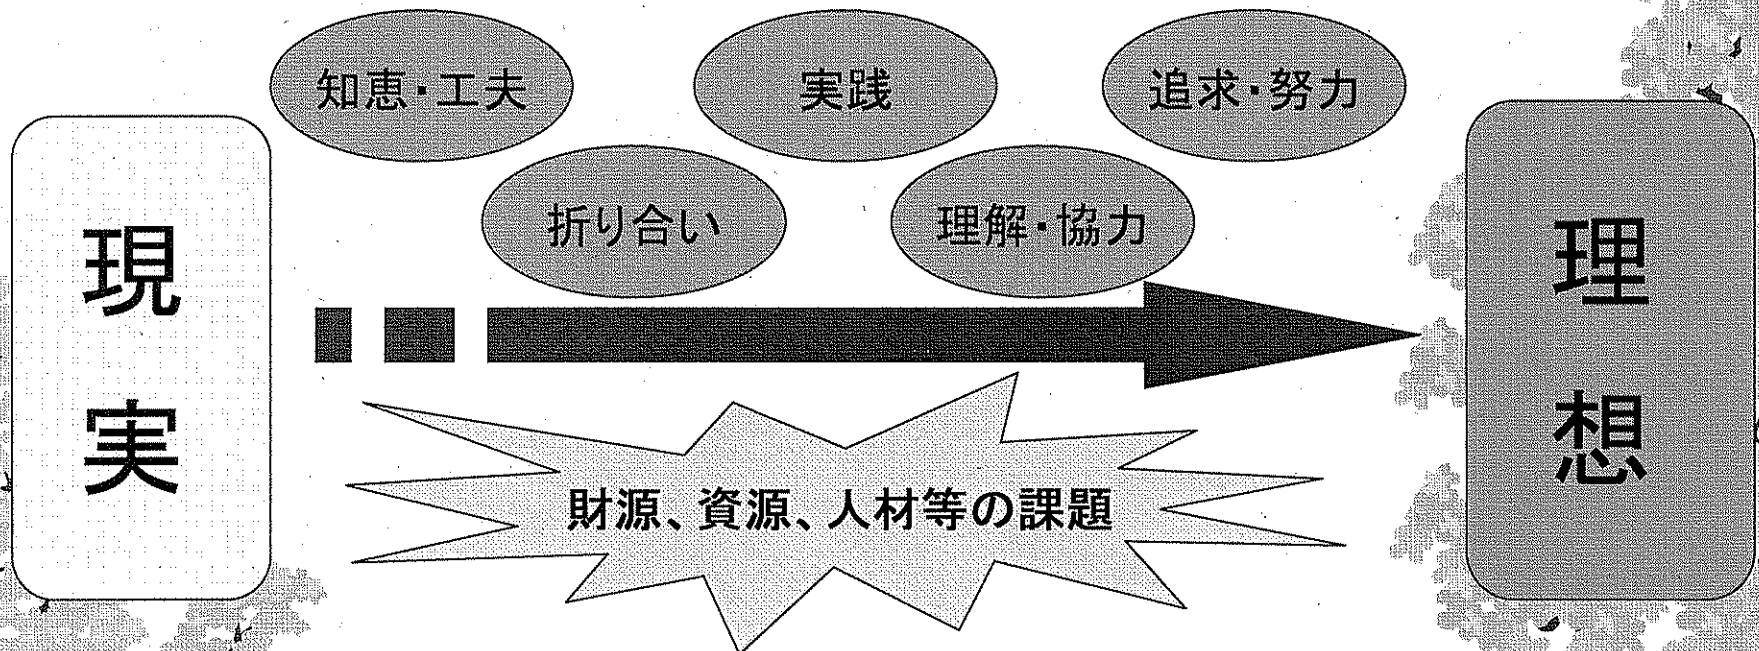 知恵・工夫
実践
追求・努力
折り合い
理解・協力
現実
理想
財源、資源、人材等の課題